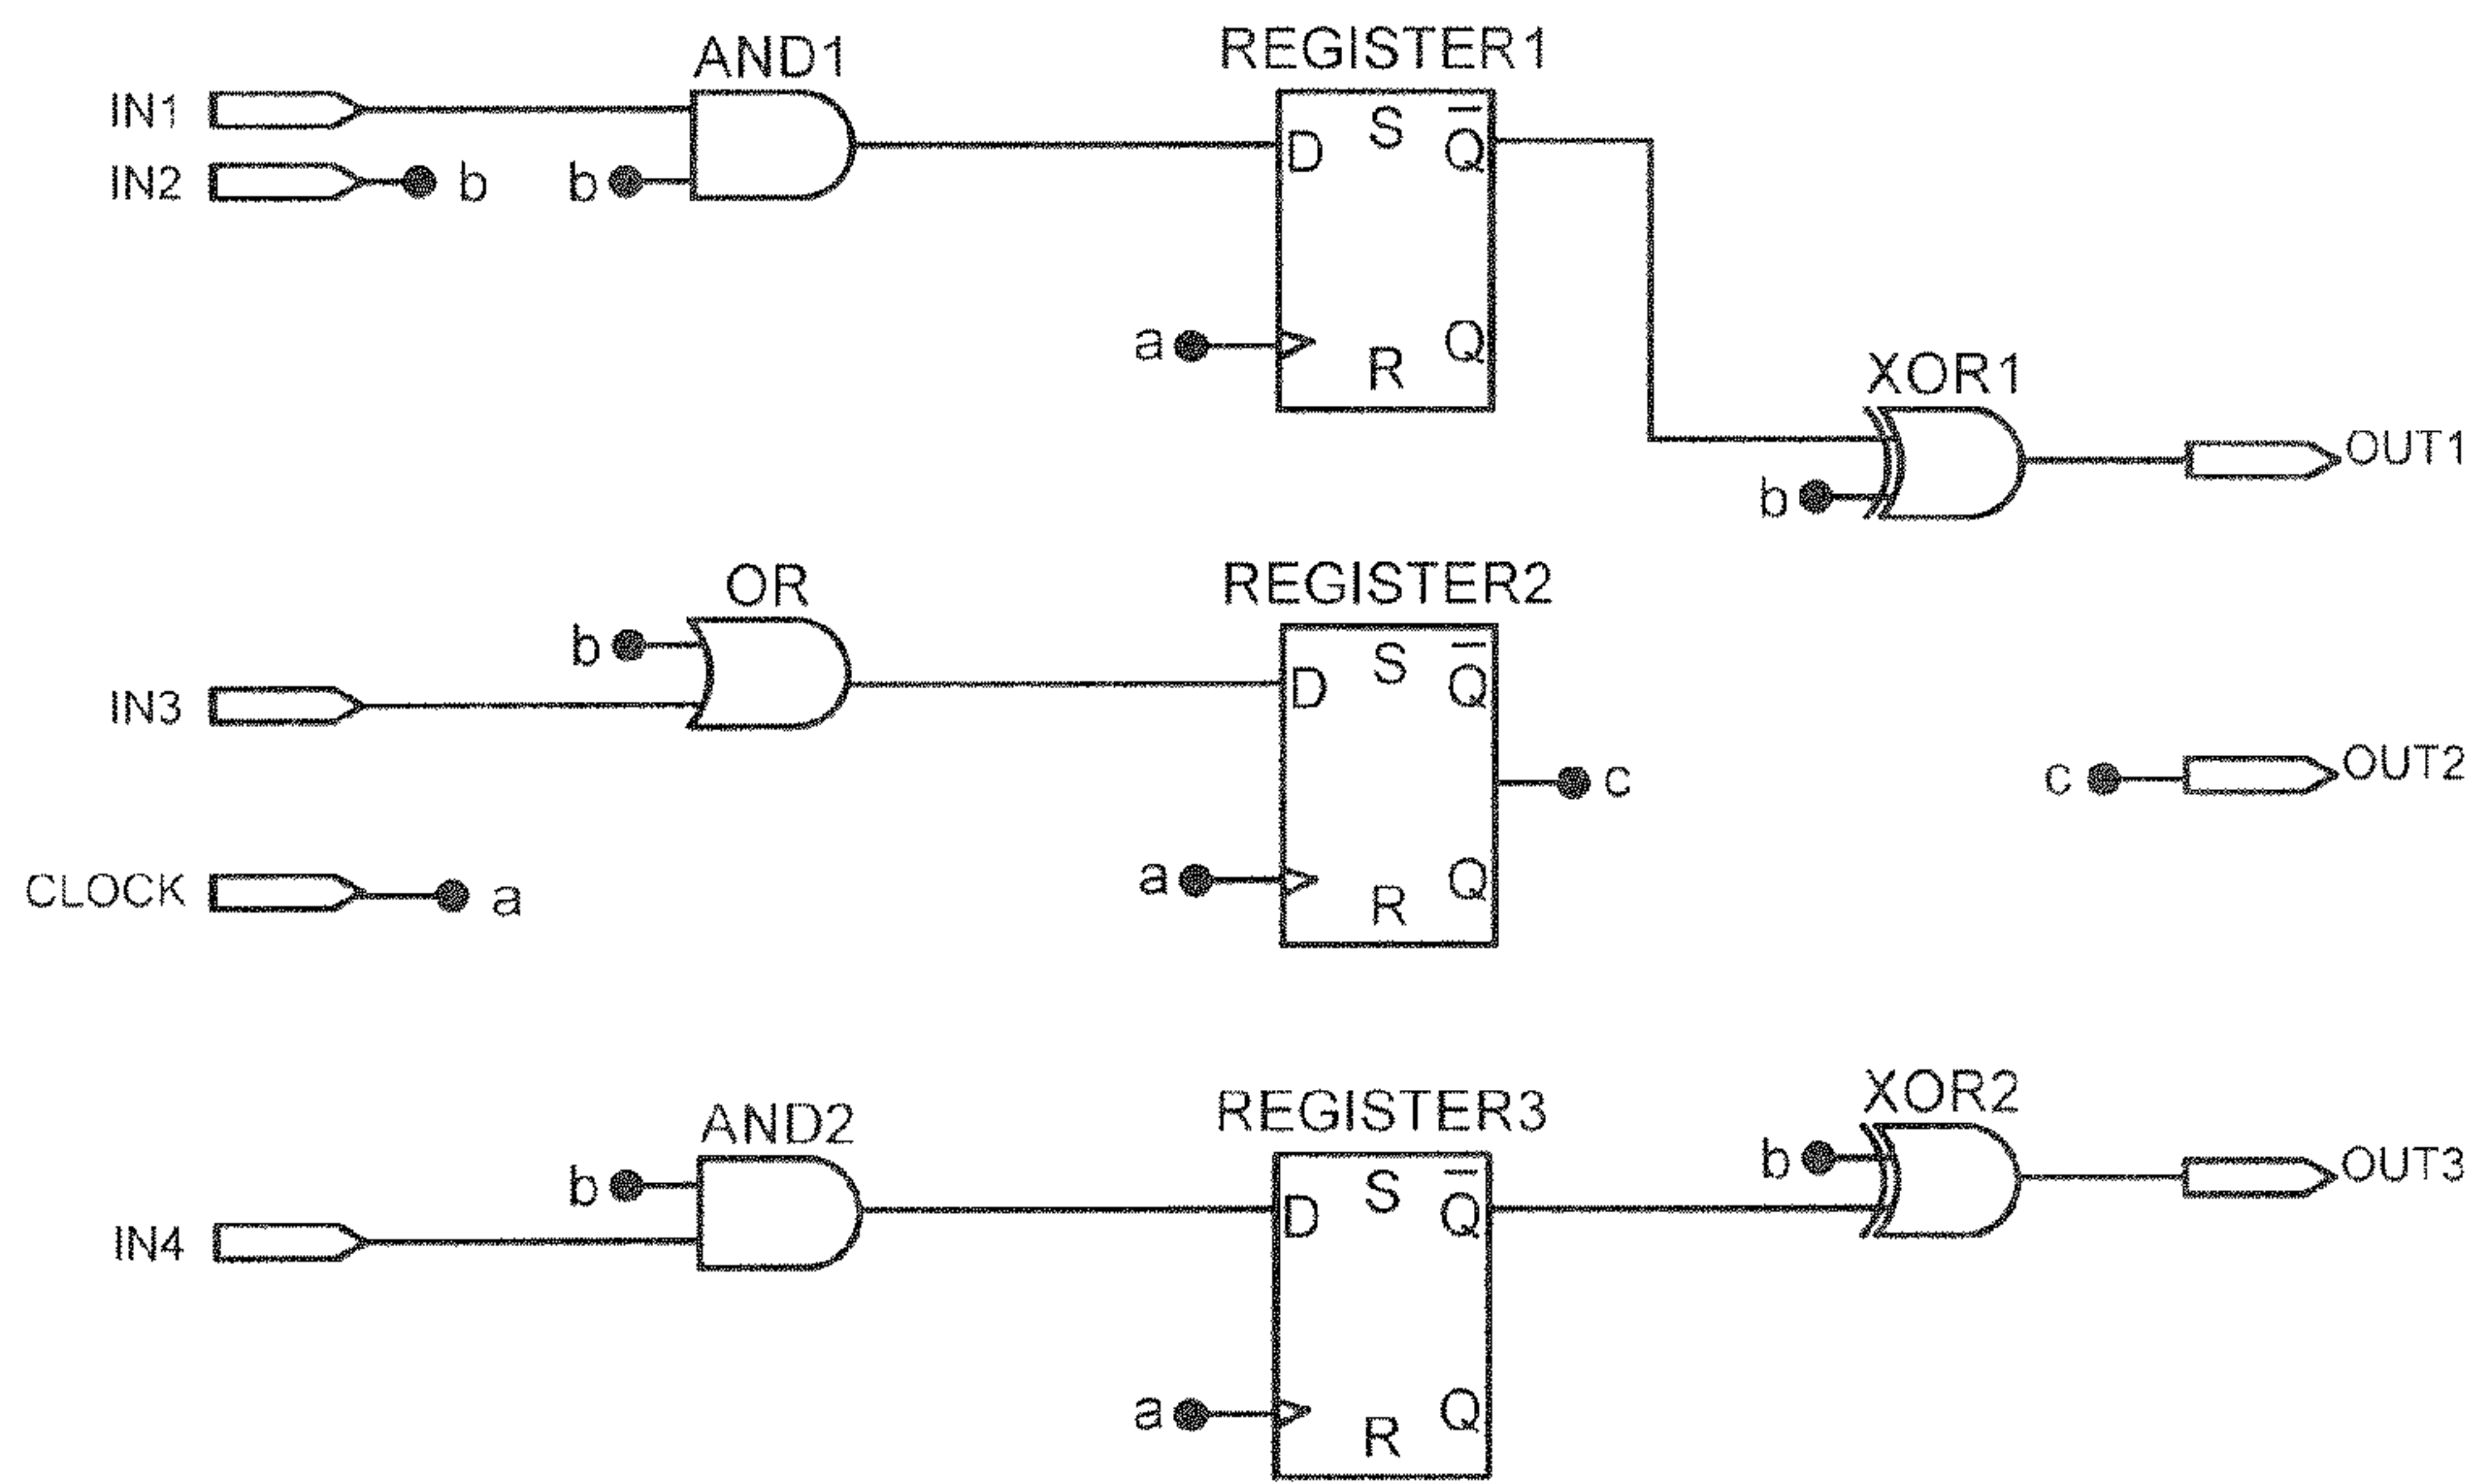 AND1
REGISTER1
IN1
D S Q̅
IN2 b b
a R Q
XOR1
OUT1
b
OR
REGISTER2
b
D S Q̅
IN3
c c OUT2
CLOCK a
a R Q
AND2
REGISTER3
XOR2
b
b
OUT3
D S Q̅
IN4
a R Q